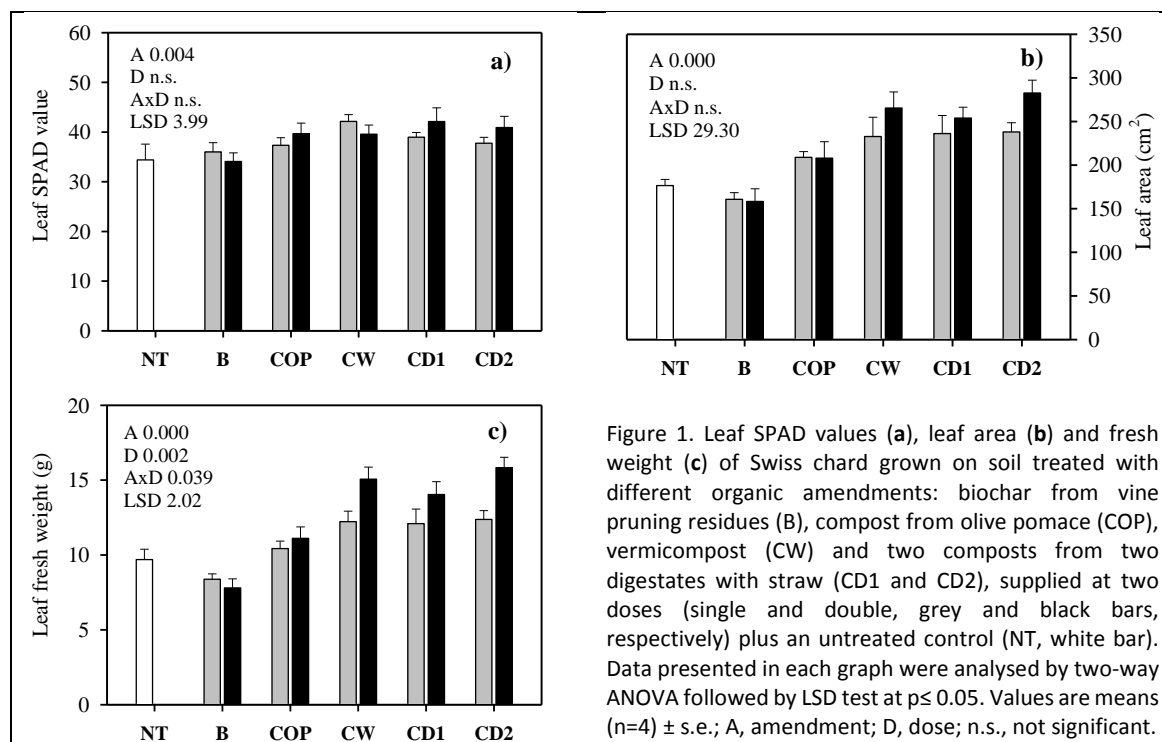 60
50
40
30
20
10
0
Leaf SPAD value
A 0.004
D n.s.
AxD n.s.
LSD 3.99
a)
NT B COP CW CD1 CD2
350
300
250
200
150
100
50
0
Leaf area (cm²)
A 0.000
D n.s.
AxD n.s.
LSD 29.30
b)
NT B COP CW CD1 CD2
20
15
10
5
0
Leaf fresh weight (g)
A 0.000
D 0.002
AxD 0.039
LSD 2.02
c)
NT B COP CW CD1 CD2
Figure 1. Leaf SPAD values (a), leaf area (b) and fresh
weight (c) of Swiss chard grown on soil treated with
different organic amendments: biochar from vine
pruning residues (B), compost from olive pomace (COP),
vermicompost (CW) and two composts from two
digestates with straw (CD1 and CD2), supplied at two
doses (single and double, grey and black bars,
respectively) plus an untreated control (NT, white bar).
Data presented in each graph were analysed by two-way
ANOVA followed by LSD test at p≤ 0.05. Values are means
(n=4) ± s.e.; A, amendment; D, dose; n.s., not significant.